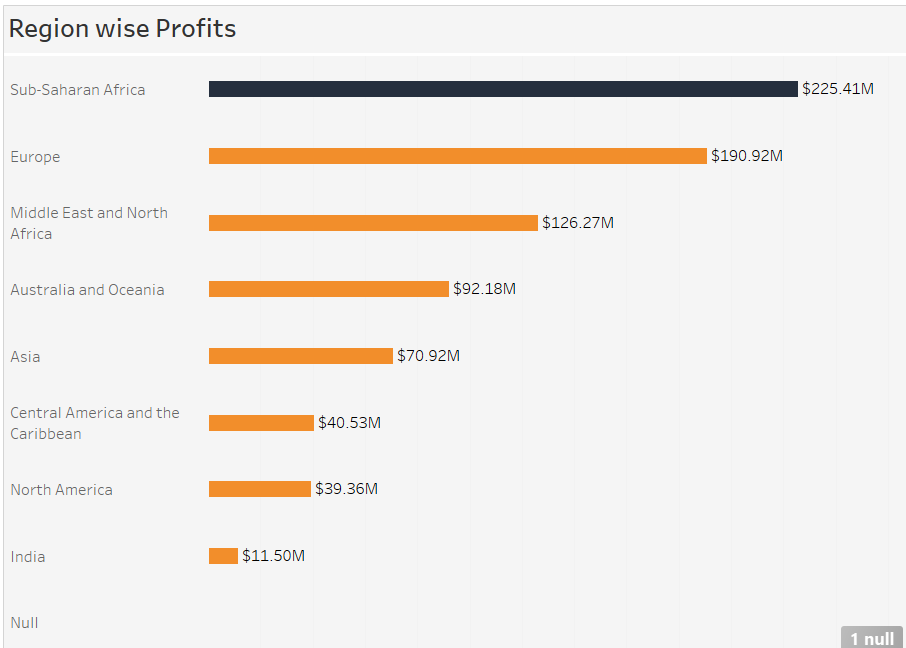 Region wise Profits
Sub-Saharan Africa $225.41M
Europe $190.92M
Middle East and North
Africa $126.27M
Australia and Oceania $92.18M
Asia $70.92M
Central America and the
Caribbean $40.53M
North America $39.36M
India $11.50M
Null
1 null